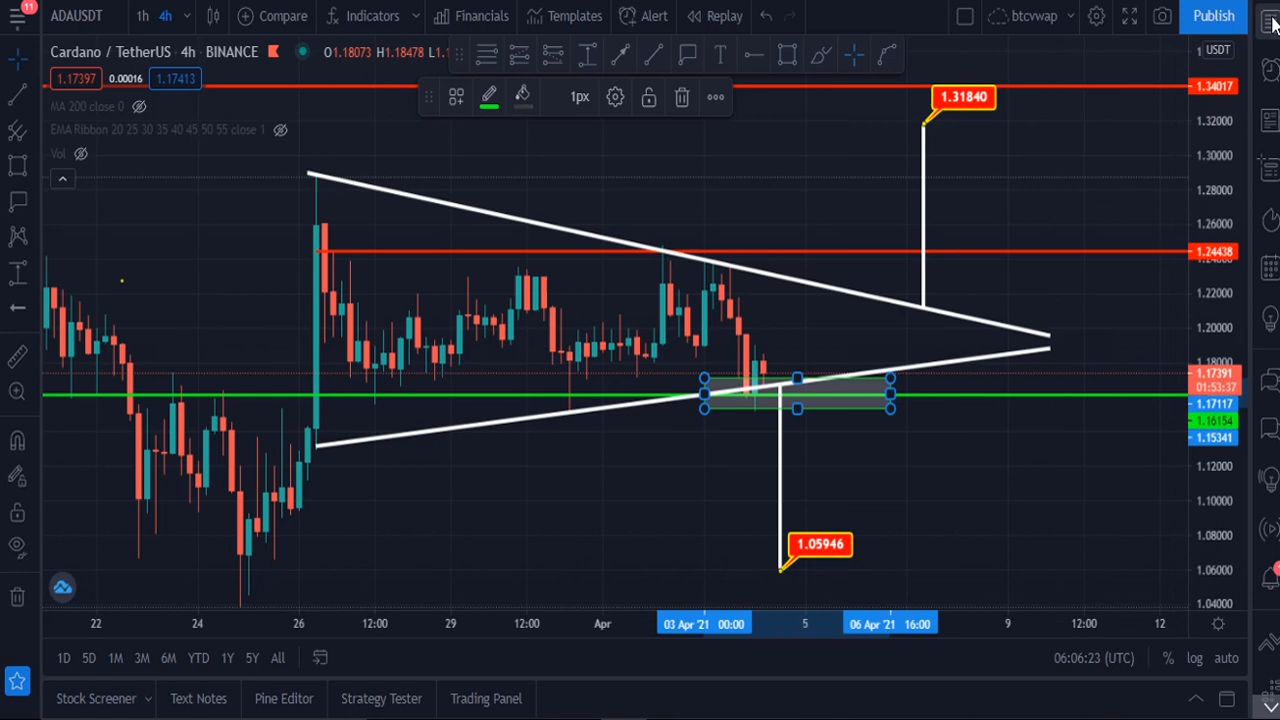 11
ADAUSDT 1h 4h Compare Indicators Financials Templates Alert Replay btcvwap Publish
Cardano / TetherUS 4h BINANCE O1.18073 H1.18478 L1. USDT
1.17397 0.00016 1.17413
1px
MA 200 close 0
EMA Ribbon 20 25 30 35 40 45 50 55 close 1
Vol
1.31840
1.05946
1.34017
1.32000
1.30000
1.28000
1.26000
1.24438
1.22000
1.20000
1.18000
1.17391
01:53:37
1.17117
1.16154
1.15341
1.12000
1.10000
1.08000
1.06000
1.04000
22 24 26 12:00 29 12:00 Apr 03 Apr '21 00:00 5 06 Apr '21 16:00 9 12:00 12
1D 5D 1M 3M 6M YTD 1Y 5Y All 06:06:23 (UTC) % log auto
Stock Screener Text Notes Pine Editor Strategy Tester Trading Panel